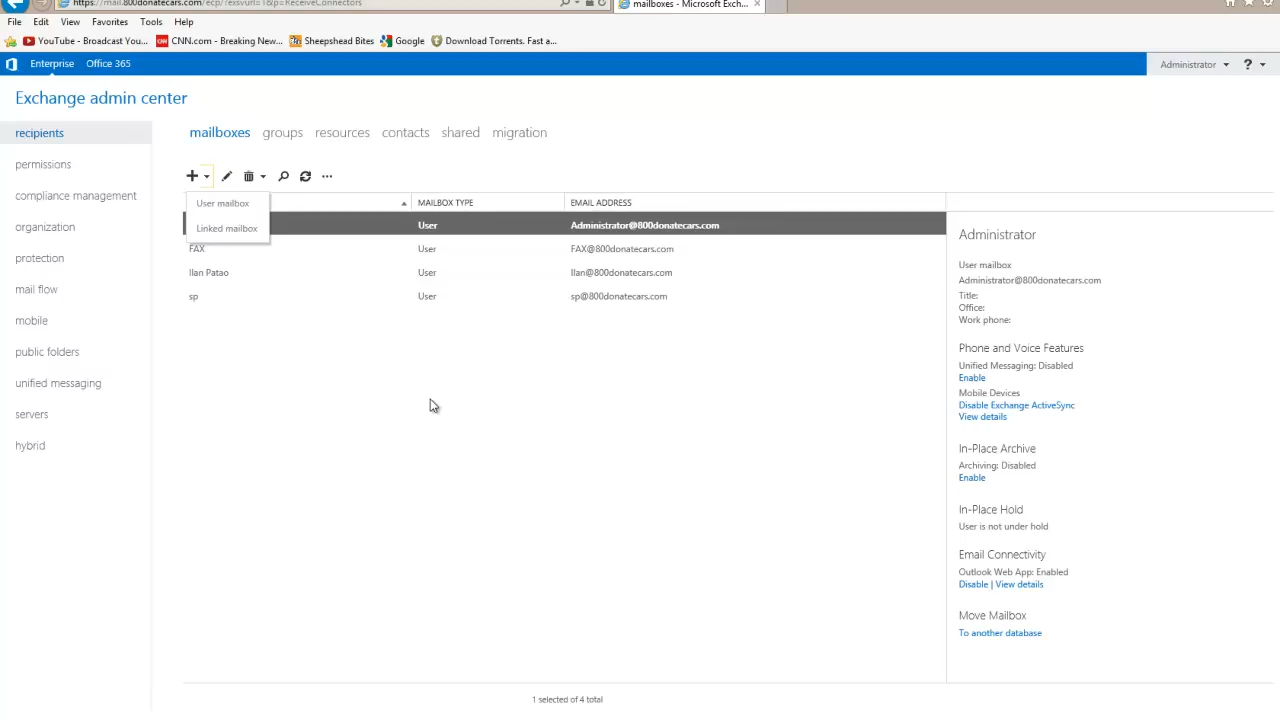 https://mail.800donatecars.com/ecp/?exsvurl=1&p=ReceiveConnectors
mailboxes - Microsoft Exch...
File Edit View Favorites Tools Help
YouTube - Broadcast You... CNN.com - Breaking New... Sheepshead Bites Google Download Torrents. Fast a...
Enterprise Office 365 Administrator ?
Exchange admin center
recipients
permissions
compliance management
organization
protection
mail flow
mobile
public folders
unified messaging
servers
hybrid
mailboxes groups resources contacts shared migration
User mailbox
Linked mailbox
MAILBOX TYPE EMAIL ADDRESS
User Administrator@800donatecars.com
FAX User FAX@800donatecars.com
Ilan Patao User Ilan@800donatecars.com
sp User sp@800donatecars.com
1 selected of 4 total
Administrator
User mailbox
Administrator@800donatecars.com
Title:
Office:
Work phone:
Phone and Voice Features
Unified Messaging: Disabled
Enable
Mobile Devices
Disable Exchange ActiveSync
View details
In-Place Archive
Archiving: Disabled
Enable
In-Place Hold
User is not under hold
Email Connectivity
Outlook Web App: Enabled
Disable | View details
Move Mailbox
To another database